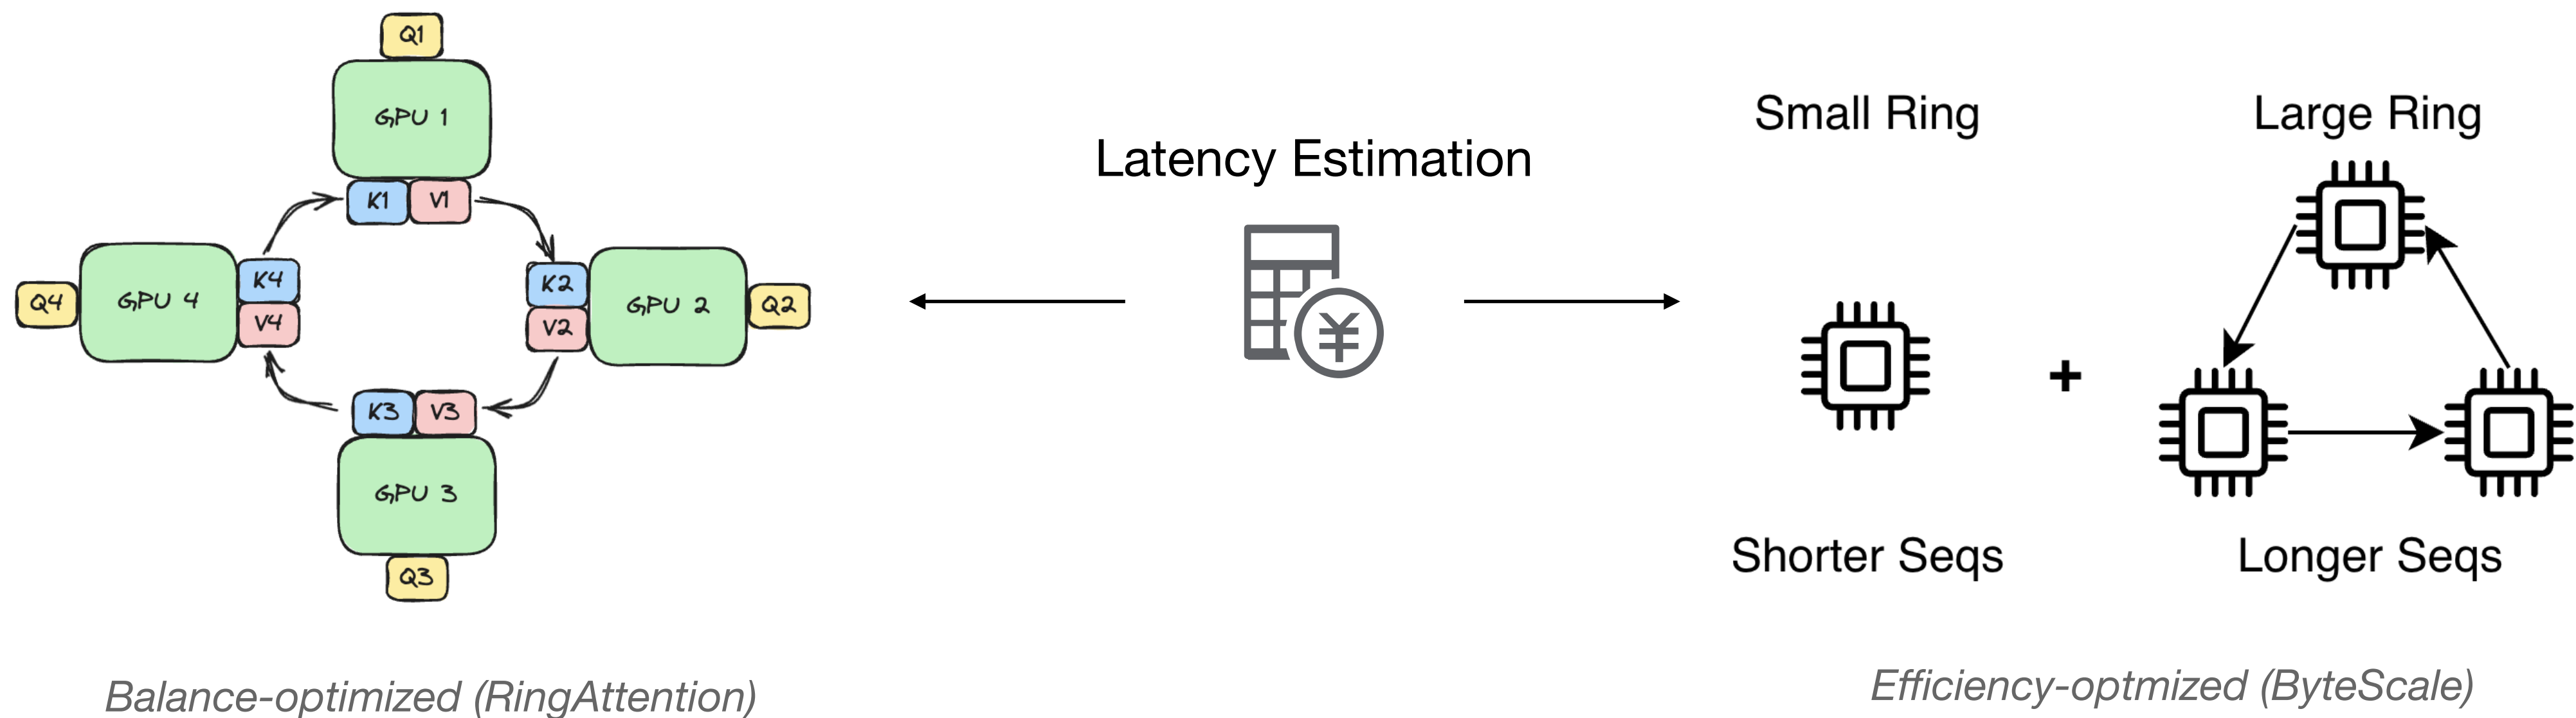 Q1
GPU 1
K1 V1
Q4
GPU 4
K4
V4
K2
V2
GPU 2
Q2
K3 V3
GPU 3
Q3
Balance-optimized (RingAttention)
Latency Estimation
¥
Small Ring
Large Ring
+
Shorter Seqs
Longer Seqs
Efficiency-optmized (ByteScale)